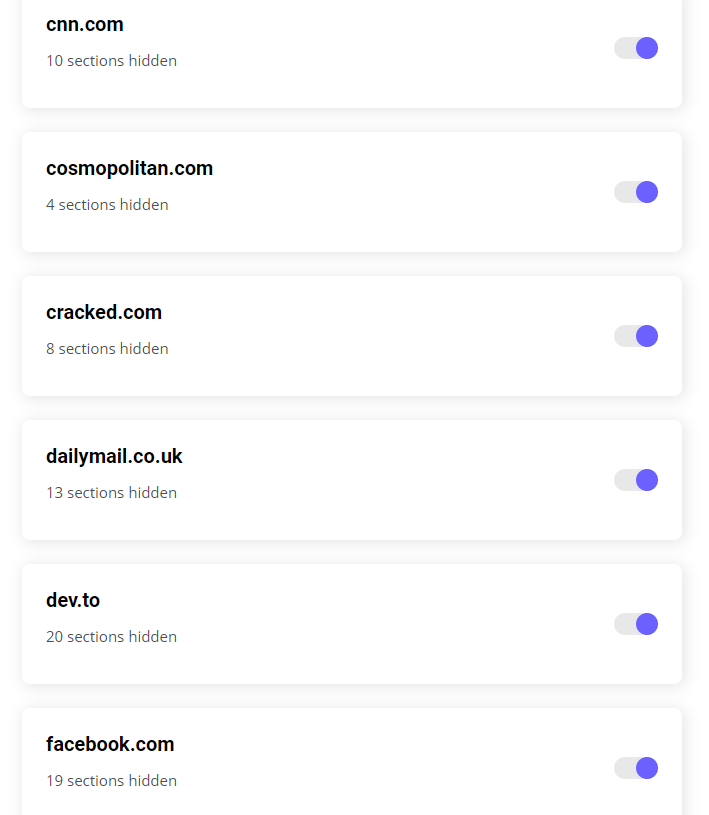 cnn.com
10 sections hidden
cosmopolitan.com
4 sections hidden
cracked.com
8 sections hidden
dailymail.co.uk
13 sections hidden
dev.to
20 sections hidden
facebook.com
19 sections hidden